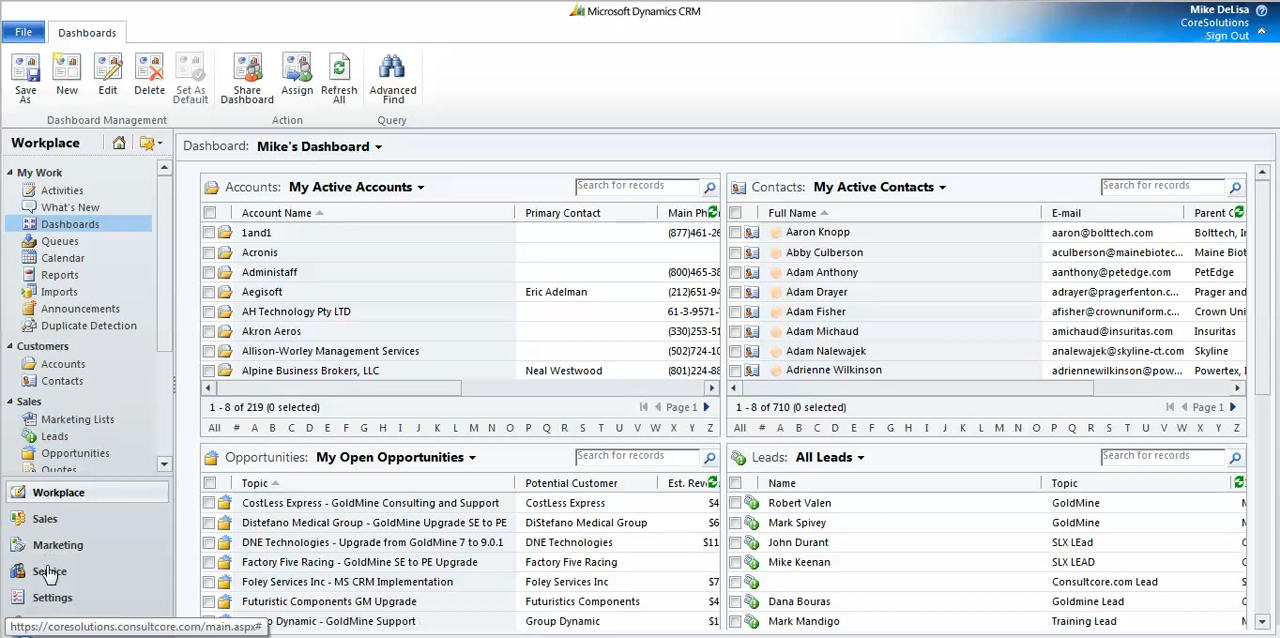 Microsoft Dynamics CRM
Mike DeLisa
CoreSolutions
Sign Out
File
Dashboards
Save As
New
Edit
Delete
Set As Default
Share Dashboard
Assign
Refresh All
Advanced Find
Dashboard Management
Action
Query
Workplace
Dashboard: Mike's Dashboard
My Work
Activities
What's New
Dashboards
Queues
Calendar
Reports
Imports
Announcements
Duplicate Detection
Customers
Accounts
Contacts
Sales
Marketing Lists
Leads
Opportunities
Quotes
Workplace
Sales
Marketing
Service
Settings
https://coresolutions.consultcore.com/main.aspx#
Accounts: My Active Accounts
Search for records
Account Name Primary Contact Main Ph
1and1 (877)461-26
Acronis
Administaff (800)465-38
Aegisoft Eric Adelman (212)651-94
AH Technology Pty LTD 61-3-9571-
Akron Aeros (330)253-51
Allison-Worley Management Services (502)724-10
Alpine Business Brokers, LLC Neal Westwood (801)224-88
1 - 8 of 219 (0 selected) Page 1
All # A B C D E F G H I J K L M N O P Q R S T U V W X Y Z
Contacts: My Active Contacts
Search for records
Full Name E-mail Parent C
Aaron Knopp aaron@bolttech.com Bolttech, In
Abby Culberson aculberson@mainebiotec... Maine Bio
Adam Anthony aanthony@petedge.com PetEdge
Adam Drayer adrayer@pragerfenton.co... Prager and
Adam Fisher afisher@crownuniform.c... Crown Uni
Adam Michaud amichaud@insuritas.com Insuritas
Adam Nalewajek analewajek@skyline-ct.com Skyline
Adrienne Wilkinson adriennewilkinson@pow... Powertex, I
1 - 8 of 710 (0 selected) Page 1
All # A B C D E F G H I J K L M N O P Q R S T U V W X Y Z
Opportunities: My Open Opportunities
Search for records
Topic Potential Customer Est. Rev
CostLess Express - GoldMine Consulting and Support CostLess Express $4
Distefano Medical Group - GoldMine Upgrade SE to PE DiStefano Medical Group $6
DNE Technologies - Upgrade from GoldMine 7 to 9.0.1 DNE Technologies $11
Factory Five Racing - GoldMine SE to PE Upgrade Factory Five Racing
Foley Services Inc - MS CRM Implementation Foley Services Inc $7
Futuristic Components GM Upgrade Futuristics Components $4
Group Dynamic - GoldMine Support Group Dynamic $1
Leads: All Leads
Search for records
Name Topic
Robert Valen GoldMine
Mark Spivey GoldMine
John Durant SLX LEad
Mike Keenan SLX LEAD
Consultcore.com Lead
Dana Bouras Goldmine Lead
Mark Mandigo Training Lead